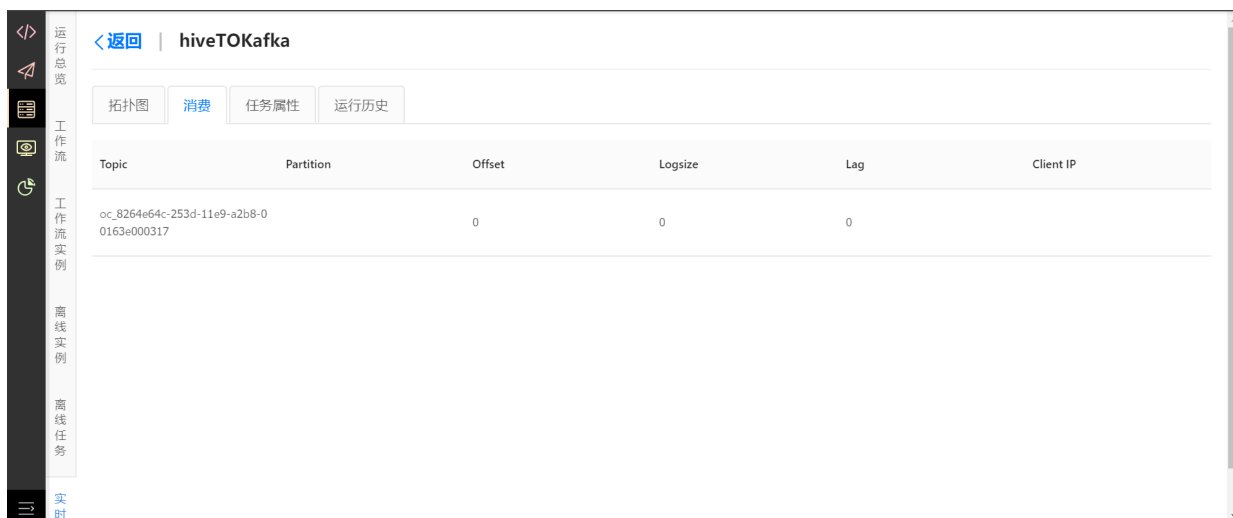 运行总览
工作流
工作流实例
离线实例
离线任务
实时
返回 | hiveTOKafka
拓扑图 消费 任务属性 运行历史
Topic Partition Offset Logsize Lag Client IP
oc_8264e64c-253d-11e9-a2b8-0
0163e000317 0 0 0